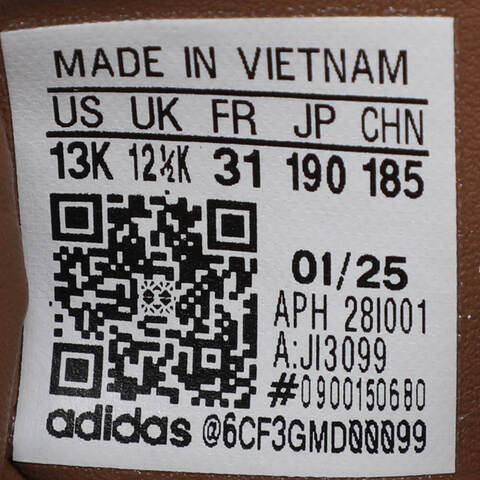 MADE IN VIETNAM
US UK FR JP CHN
13K 12½K 31 190 185
01/25
APH 28I001
A:JI3099
#0900150680
adidas @6CF3GMD00099